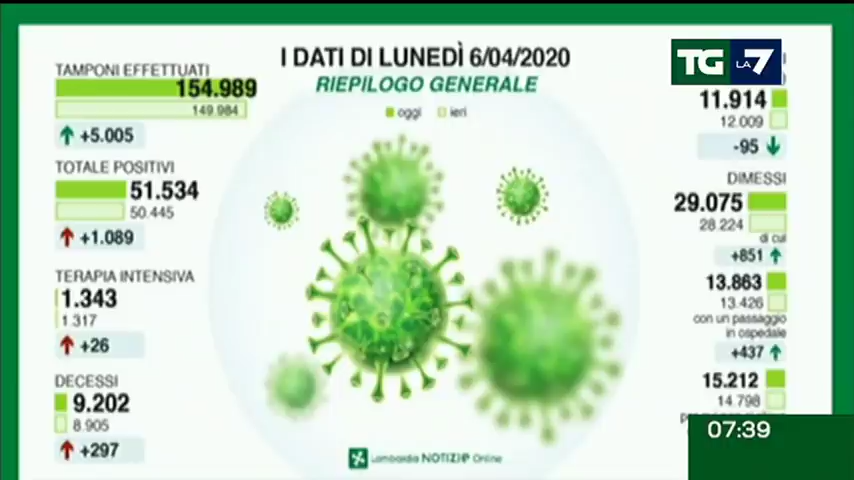 I DATI DI LUNEDÌ 6/04/2020
RIEPILOGO GENERALE
oggi ieri
TAMPONI EFFETTUATI
154.989
149.984
+5.005
TOTALE POSITIVI
51.534
50.445
+1.089
TERAPIA INTENSIVA
1.343
1.317
+26
DECESSI
9.202
8.905
+297
TG LA 7
11.914
12.009
-95
DIMESSI
29.075
28.224
di cui
+851
13.863
13.426
con un passaggio
in ospedale
+437
15.212
14.798
07:39
Lombardia NOTIZIE Online